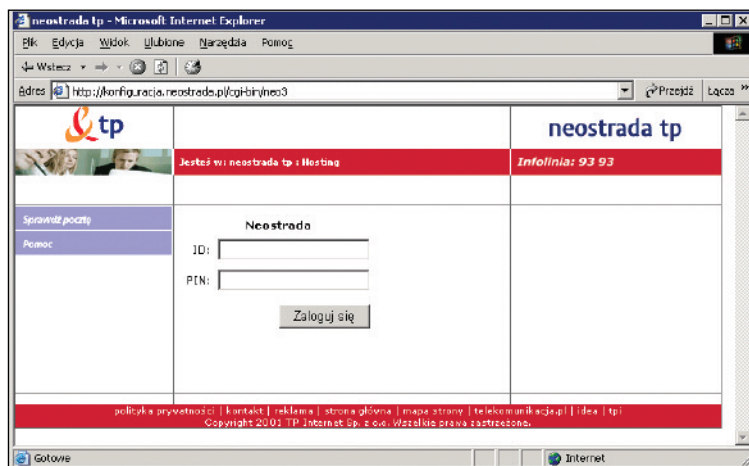 neostrada tp - Microsoft Internet Explorer
Plik Edycja Widok Ulubione Narzędzia Pomoc
Wstecz
Adres http://konfiguracja.neostrada.pl/cgi-bin/neo3 Przejdź Łącza »
tp
neostrada tp
Jesteś w: neostrada tp : Hosting
Infolinia: 93 93
Sprawdź pocztę
Pomoc
Neostrada
ID:
PIN:
Zaloguj się
polityka prywatności | kontakt | reklama | strona główna | mapa strony | telekomunikacja.pl | idea | tpi
Copyright 2001 TP Internet Sp. z o.o. Wszelkie prawa zastrzeżone.
Gotowe
Internet